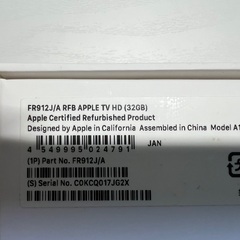 FR912J/A RFB APPLE TV HD (32GB)
Apple Certified Refurbished Product
Designed by Apple in California Assembled in China Model A1
4 549995 024791 JAN
(1P) Part No. FR912J/A
(S) Serial No. C0KCQ017JG2X